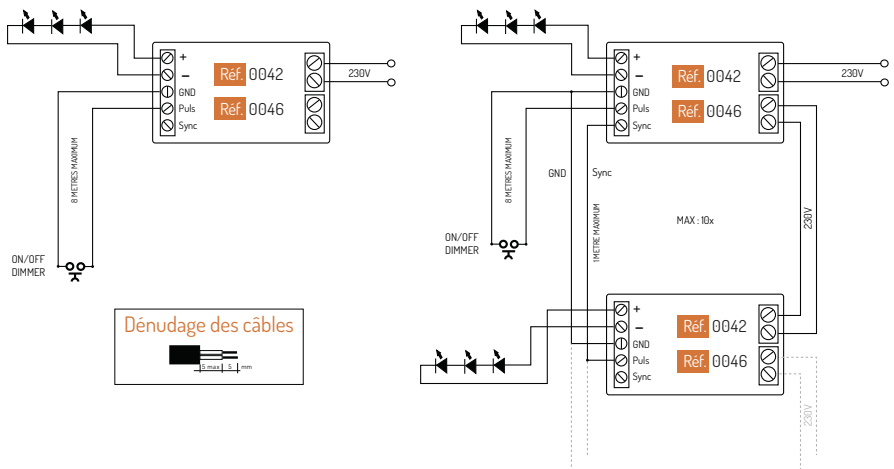 +
−
GND
Puls
Sync
Réf. 0042
Réf. 0046
230V
8 METRES MAXIMUM
ON/OFF
DIMMER
Dénudage des câbles
5 max 5 mm
+
−
GND
Puls
Sync
Réf. 0042
Réf. 0046
230V
8 METRES MAXIMUM
ON/OFF
DIMMER
GND
Sync
1 METRE MAXIMUM
MAX : 10x
230V
+
−
GND
Puls
Sync
Réf. 0042
Réf. 0046
230V